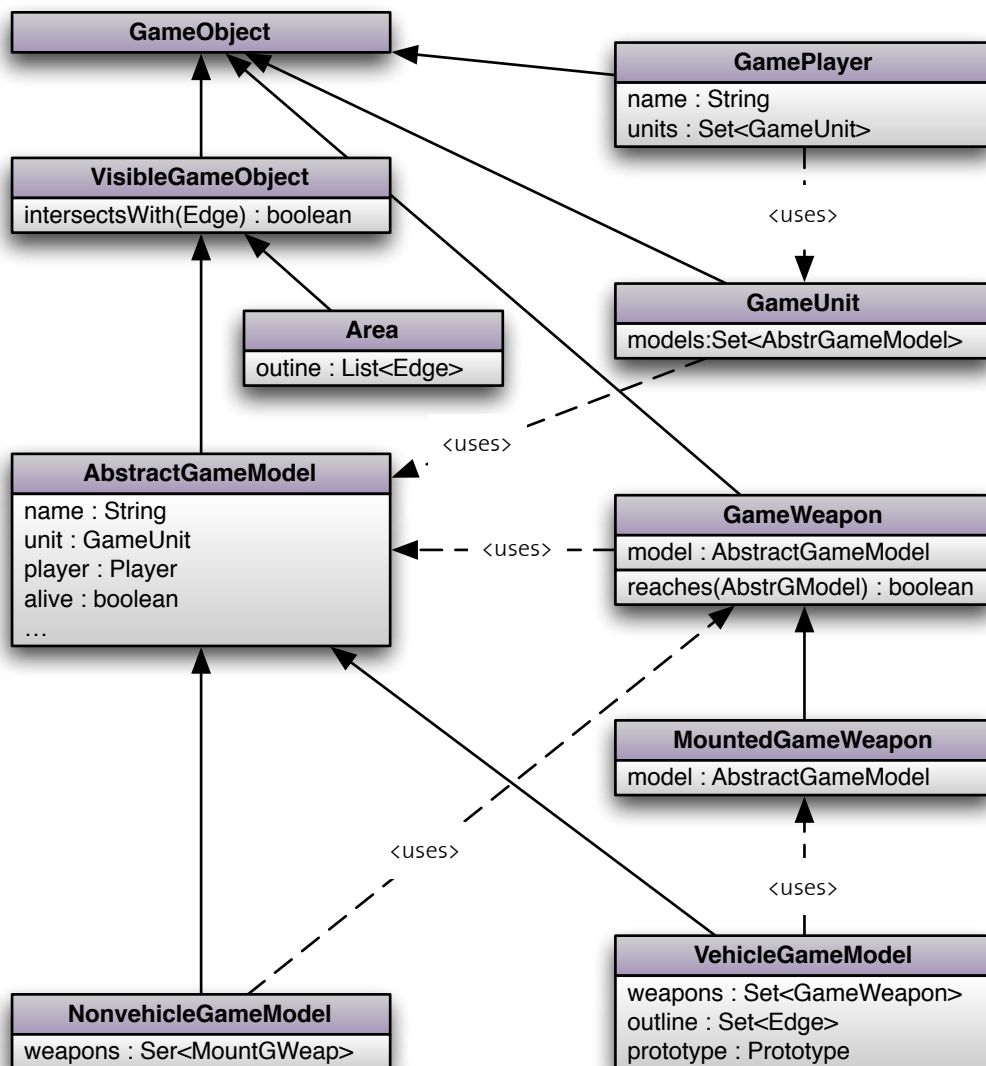 GameObject
GamePlayer
name : String
units : Set<GameUnit>
VisibleGameObject
intersectsWith(Edge) : boolean
<uses>
GameUnit
models:Set<AbstrGameModel>
Area
outine : List<Edge>
<uses>
AbstractGameModel
name : String
unit : GameUnit
player : Player
alive : boolean
…
<uses>
GameWeapon
model : AbstractGameModel
reaches(AbstrGModel) : boolean
MountedGameWeapon
model : AbstractGameModel
<uses>
<uses>
VehicleGameModel
weapons : Set<GameWeapon>
outline : Set<Edge>
prototype : Prototype
NonvehicleGameModel
weapons : Ser<MountGWeap>